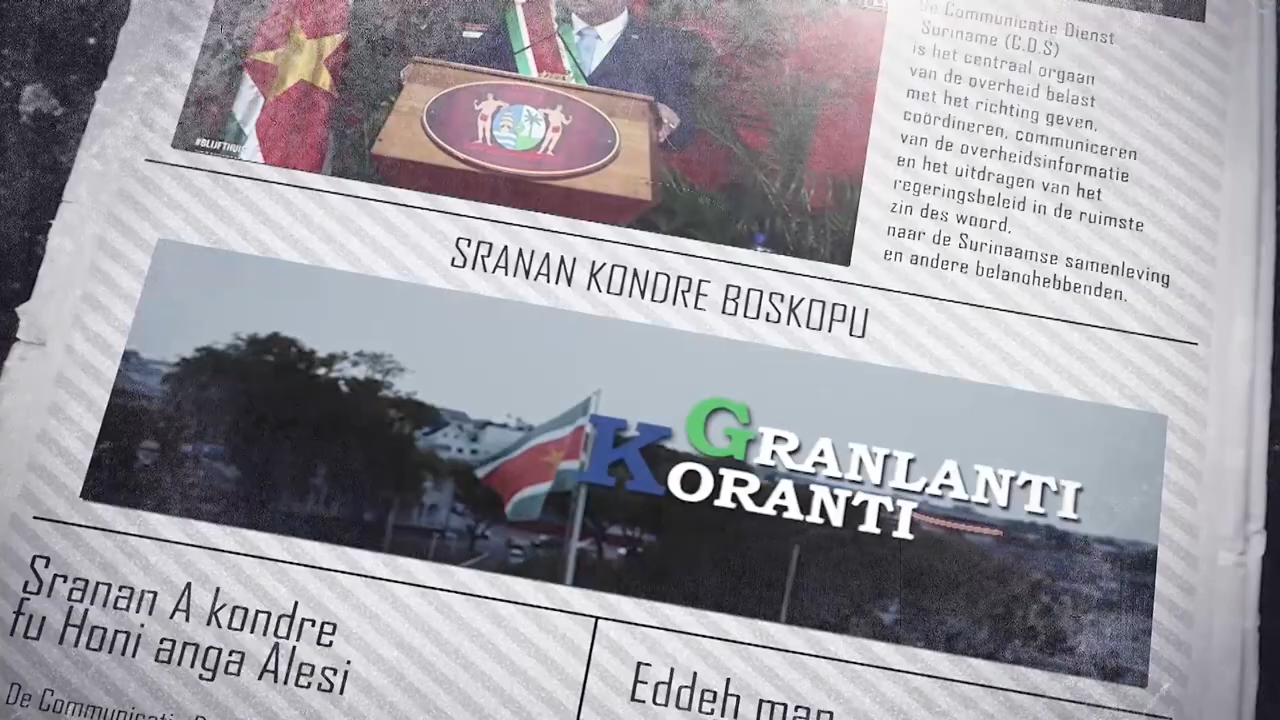 De Communicatie Dienst
Suriname (C.D.S)
is het centraal orgaan
van de overheid belast
met het richting geven,
coördineren, communiceren
van de overheidsinformatie
en het uitdragen van het
regeringsbeleid in de ruimste
zin des woord,
naar de Surinaamse samenleving
en andere belanghebbenden.
SRANAN KONDRE BOSKOPU
GRANLANTI
KORANTI
Sranan A kondre
fu Honi anga Alesi
Eddeh man
De